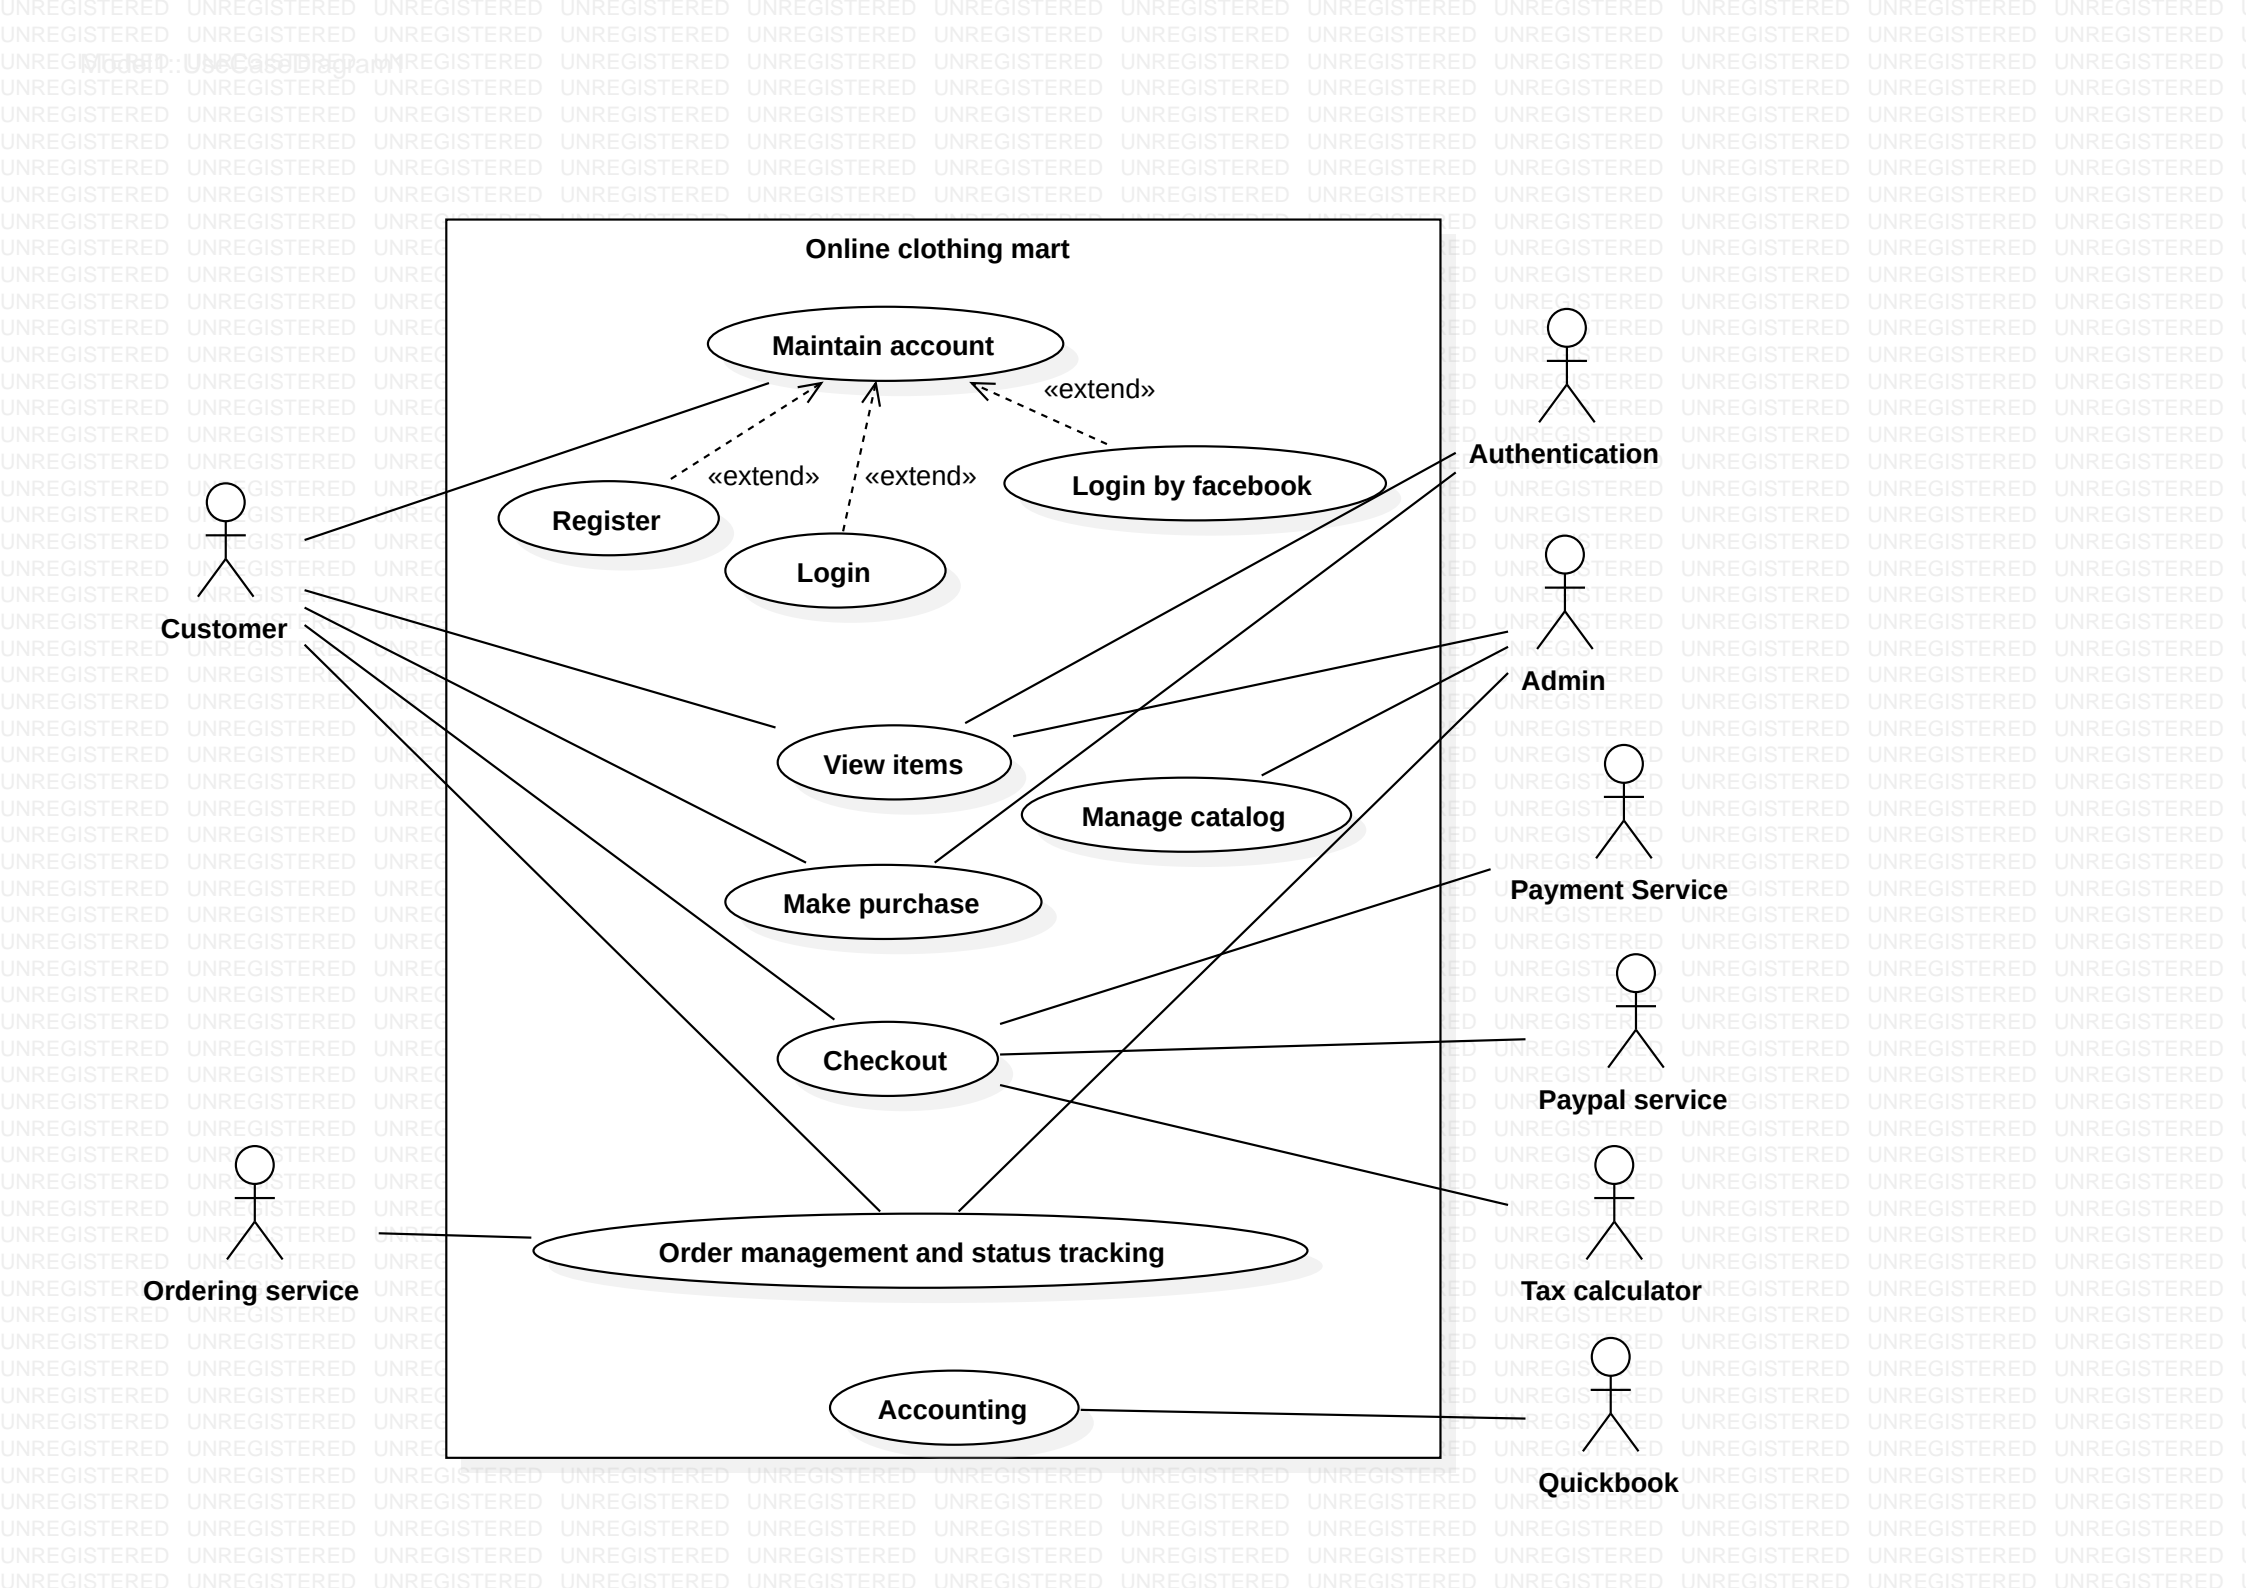 Model1::UseCaseDiagram1
Online clothing mart
Maintain account
«extend»
Authentication
«extend»
«extend»
Login by facebook
Register
Login
Customer
Admin
View items
Manage catalog
Payment Service
Make purchase
Checkout
Paypal service
Order management and status tracking
Ordering service
Tax calculator
Accounting
Quickbook
UNREGISTERED